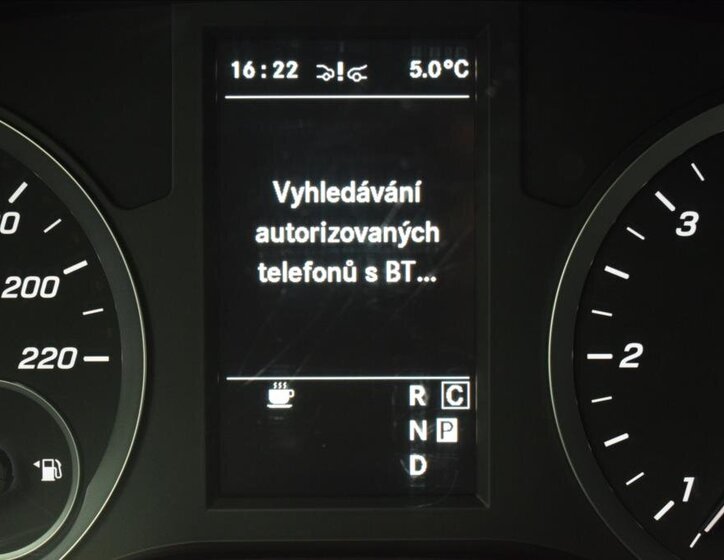 16:22 5.0°C
Vyhledávání
autorizovaných
telefonů s BT...
R C
N P
D
200
220
3
2
1